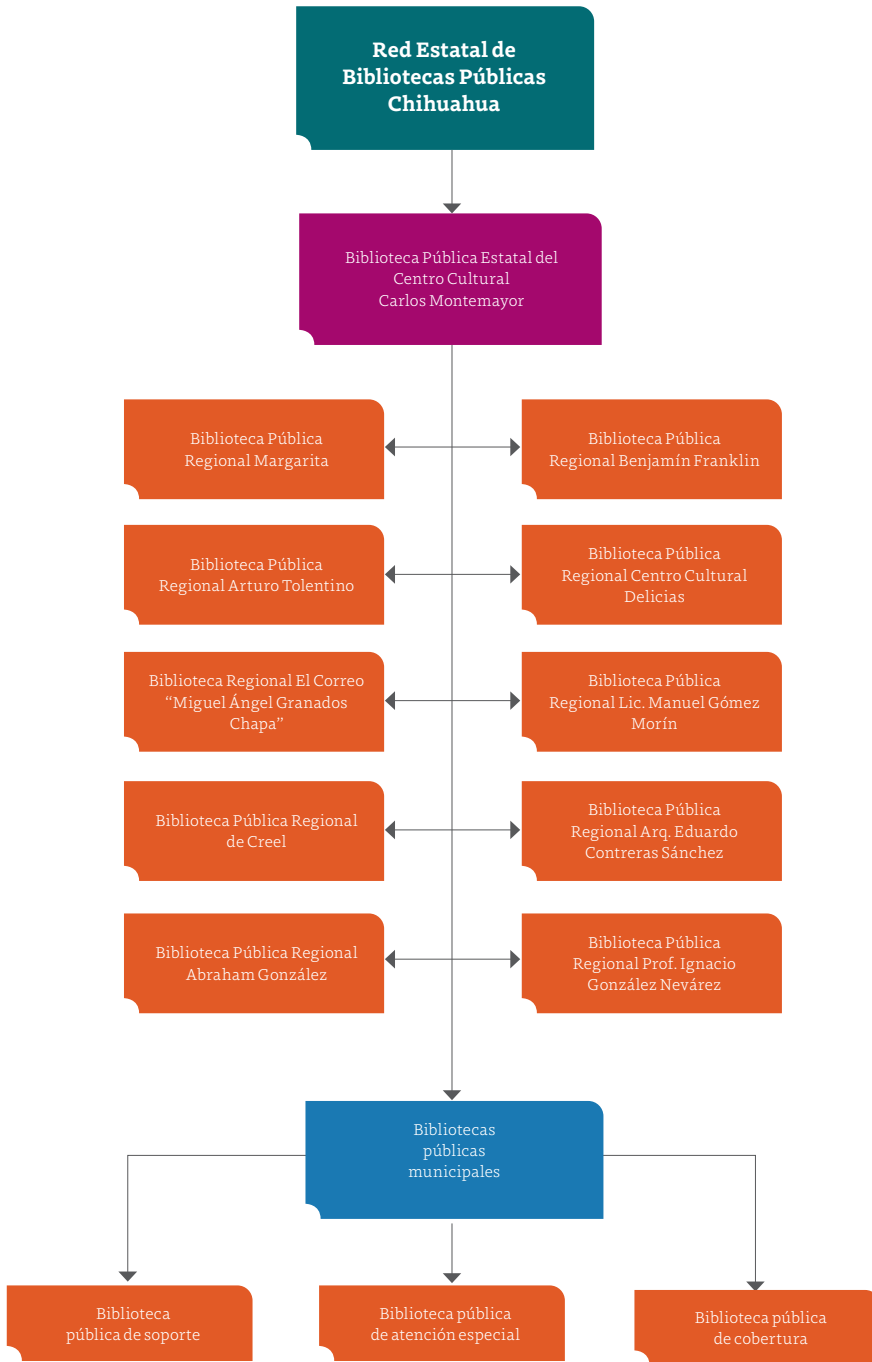 Red Estatal de
Bibliotecas Públicas
Chihuahua
Biblioteca Pública Estatal del
Centro Cultural
Carlos Montemayor
Biblioteca Pública
Regional Margarita
Biblioteca Pública
Regional Benjamín Franklin
Biblioteca Pública
Regional Arturo Tolentino
Biblioteca Pública
Regional Centro Cultural
Delicias
Biblioteca Regional El Correo
“Miguel Ángel Granados
Chapa”
Biblioteca Pública
Regional Lic. Manuel Gómez
Morín
Biblioteca Pública Regional
de Creel
Biblioteca Pública
Regional Arq. Eduardo
Contreras Sánchez
Biblioteca Pública Regional
Abraham González
Biblioteca Pública
Regional Prof. Ignacio
González Nevárez
Bibliotecas
públicas
municipales
Biblioteca
pública de soporte
Biblioteca pública
de atención especial
Biblioteca pública
de cobertura